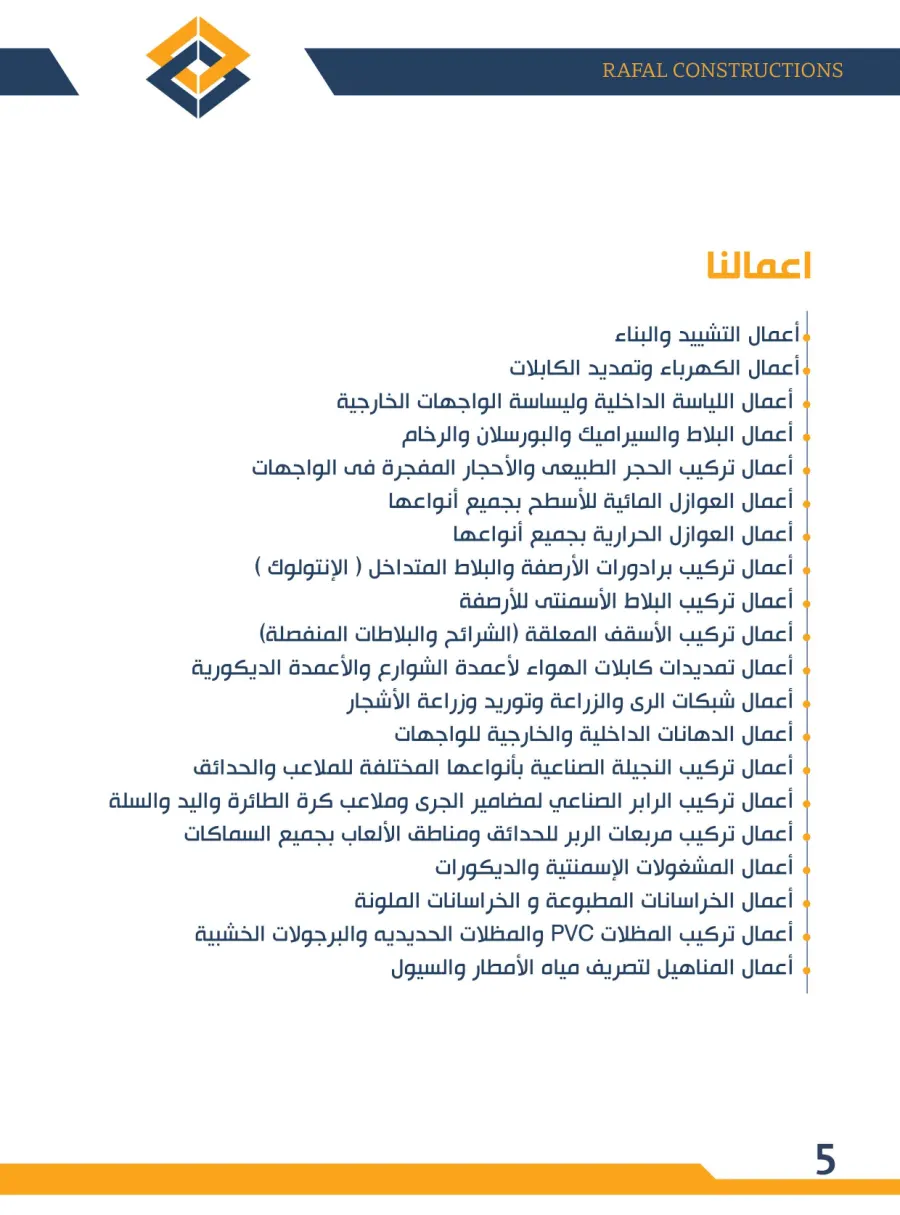 RAFAL CONSTRUCTIONS
اعمالنا
أعمال التشييد والبناء
أعمال الكهرباء وتمديد الكابلات
أعمال اللياسة الداخلية وليساسة الواجهات الخارجية
أعمال البلاط والسيراميك والبورسلان والرخام
أعمال تركيب الحجر الطبيعى والأحجار المفجرة فى الواجهات
أعمال العوازل المائية للأسطح بجميع أنواعها
أعمال العوازل الحرارية بجميع أنواعها
أعمال تركيب برادورات الأرصفة والبلاط المتداخل ( الإنتولوك )
أعمال تركيب البلاط الأسمنتى للأرصفة
أعمال تركيب الأسقف المعلقة (الشرائح والبلاطات المنفصلة)
أعمال تمديدات كابلات الهواء لأعمدة الشوارع والأعمدة الديكورية
أعمال شبكات الرى والزراعة وتوريد وزراعة الأشجار
أعمال الدهانات الداخلية والخارجية للواجهات
أعمال تركيب النجيلة الصناعية بأنواعها المختلفة للملاعب والحدائق
أعمال تركيب الرابر الصناعي لمضامير الجرى وملاعب كرة الطائرة واليد والسلة
أعمال تركيب مربعات الربر للحدائق ومناطق الألعاب بجميع السماكات
أعمال المشغولات الإسمنتية والديكورات
أعمال الخراسانات المطبوعة و الخراسانات الملونة
أعمال تركيب المظلات PVC والمظلات الحديديه والبرجولات الخشبية
أعمال المناهيل لتصريف مياه الأمطار والسيول
5